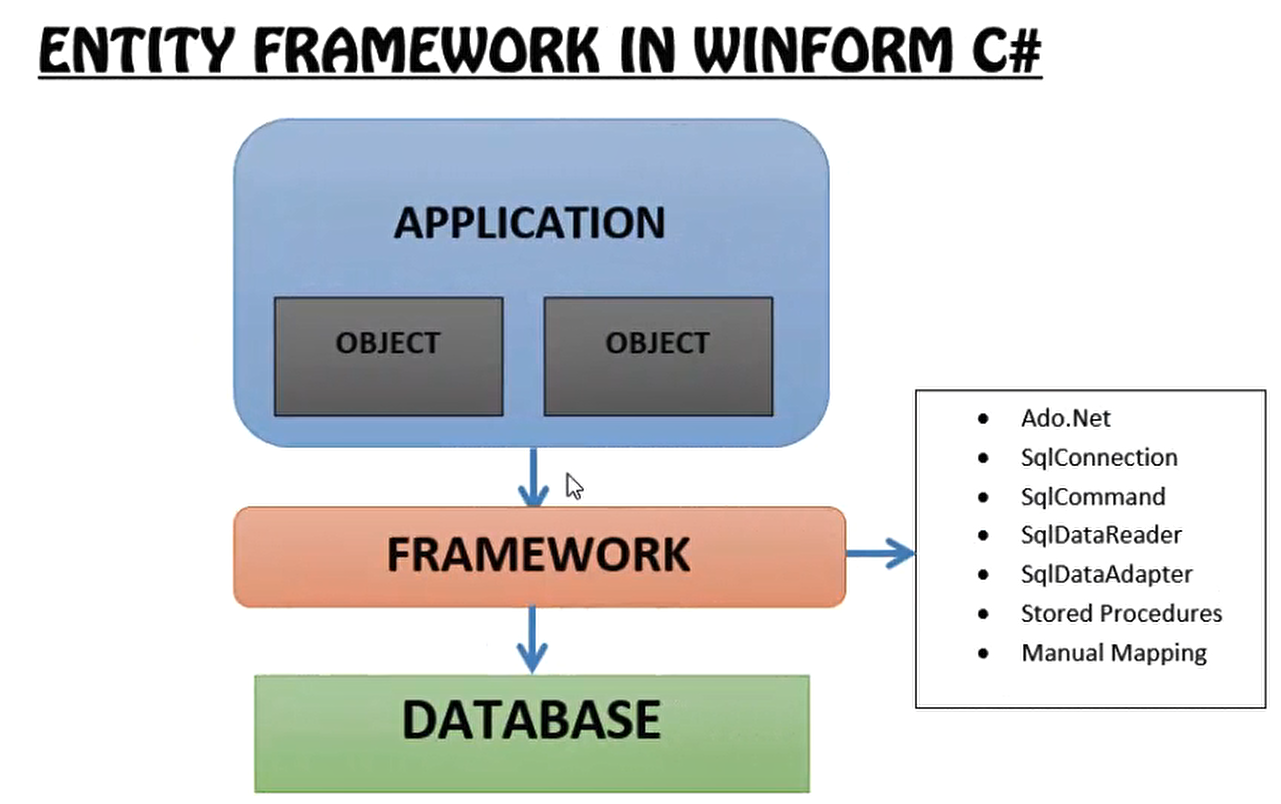 ENTITY FRAMEWORK IN WINFORM C#
APPLICATION
OBJECT
OBJECT
FRAMEWORK
• Ado.Net
• SqlConnection
• SqlCommand
• SqlDataReader
• SqlDataAdapter
• Stored Procedures
• Manual Mapping
DATABASE